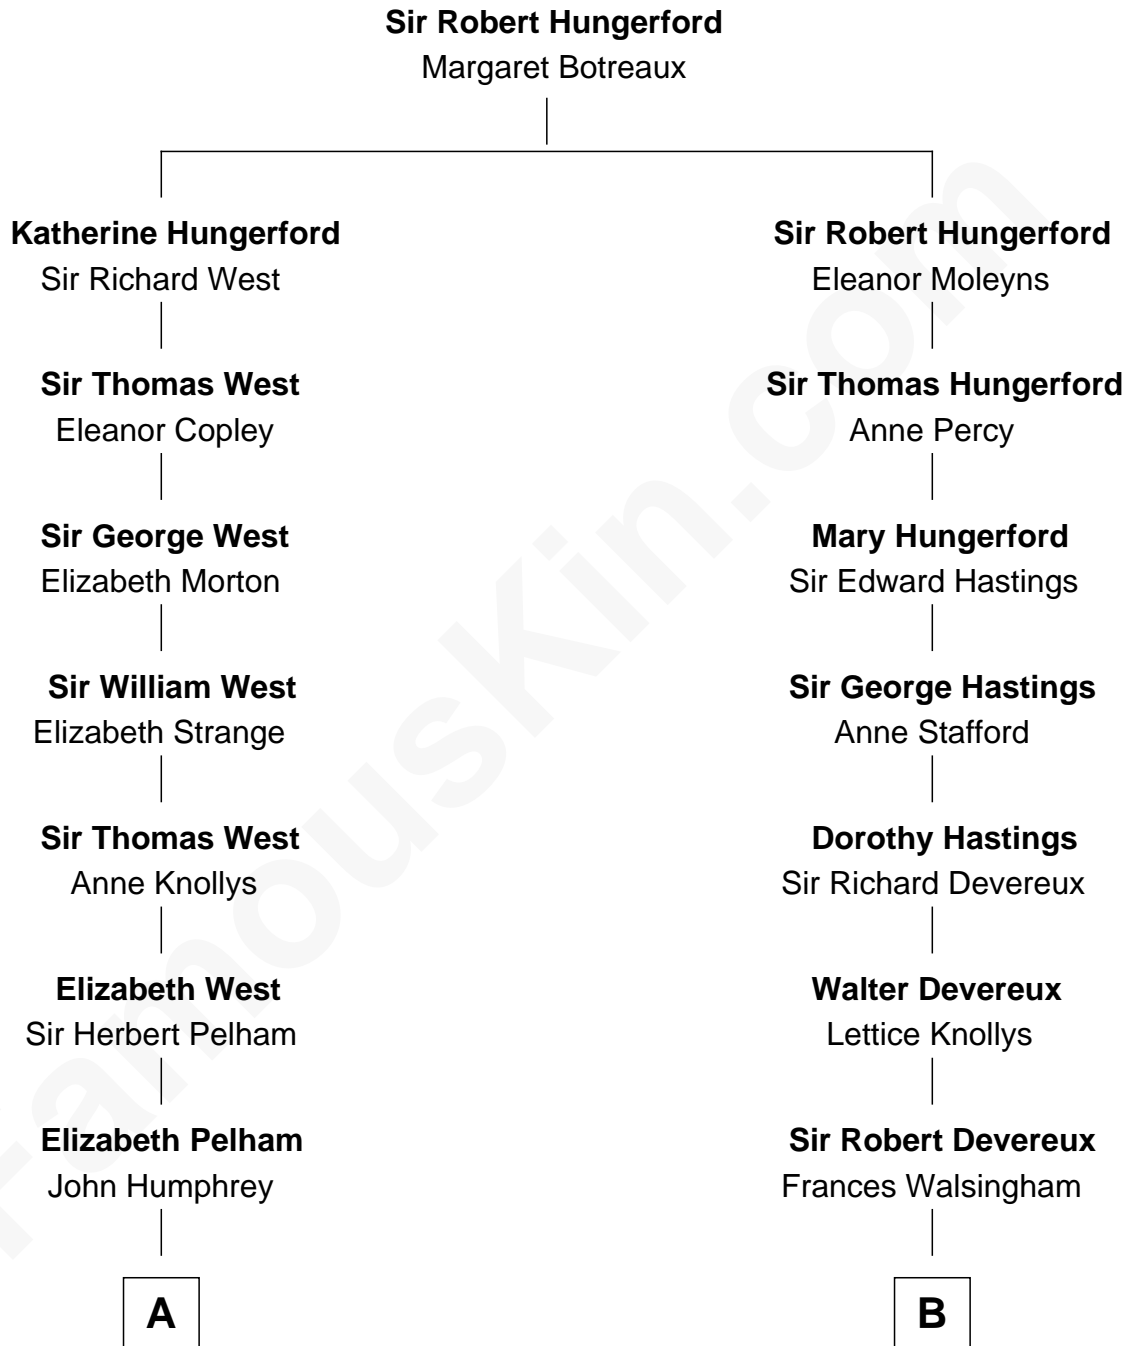 Sir Robert Hungerford
Margaret Botreaux
Katherine Hungerford
Sir Richard West
Sir Robert Hungerford
Eleanor Moleyns
Sir Thomas West
Eleanor Copley
Sir Thomas Hungerford
Anne Percy
Sir George West
Elizabeth Morton
Mary Hungerford
Sir Edward Hastings
Sir William West
Elizabeth Strange
Sir George Hastings
Anne Stafford
Sir Thomas West
Anne Knollys
Dorothy Hastings
Sir Richard Devereux
Elizabeth West
Sir Herbert Pelham
Walter Devereux
Lettice Knollys
Elizabeth Pelham
John Humphrey
Sir Robert Devereux
Frances Walsingham
A
B
FamousKin.com